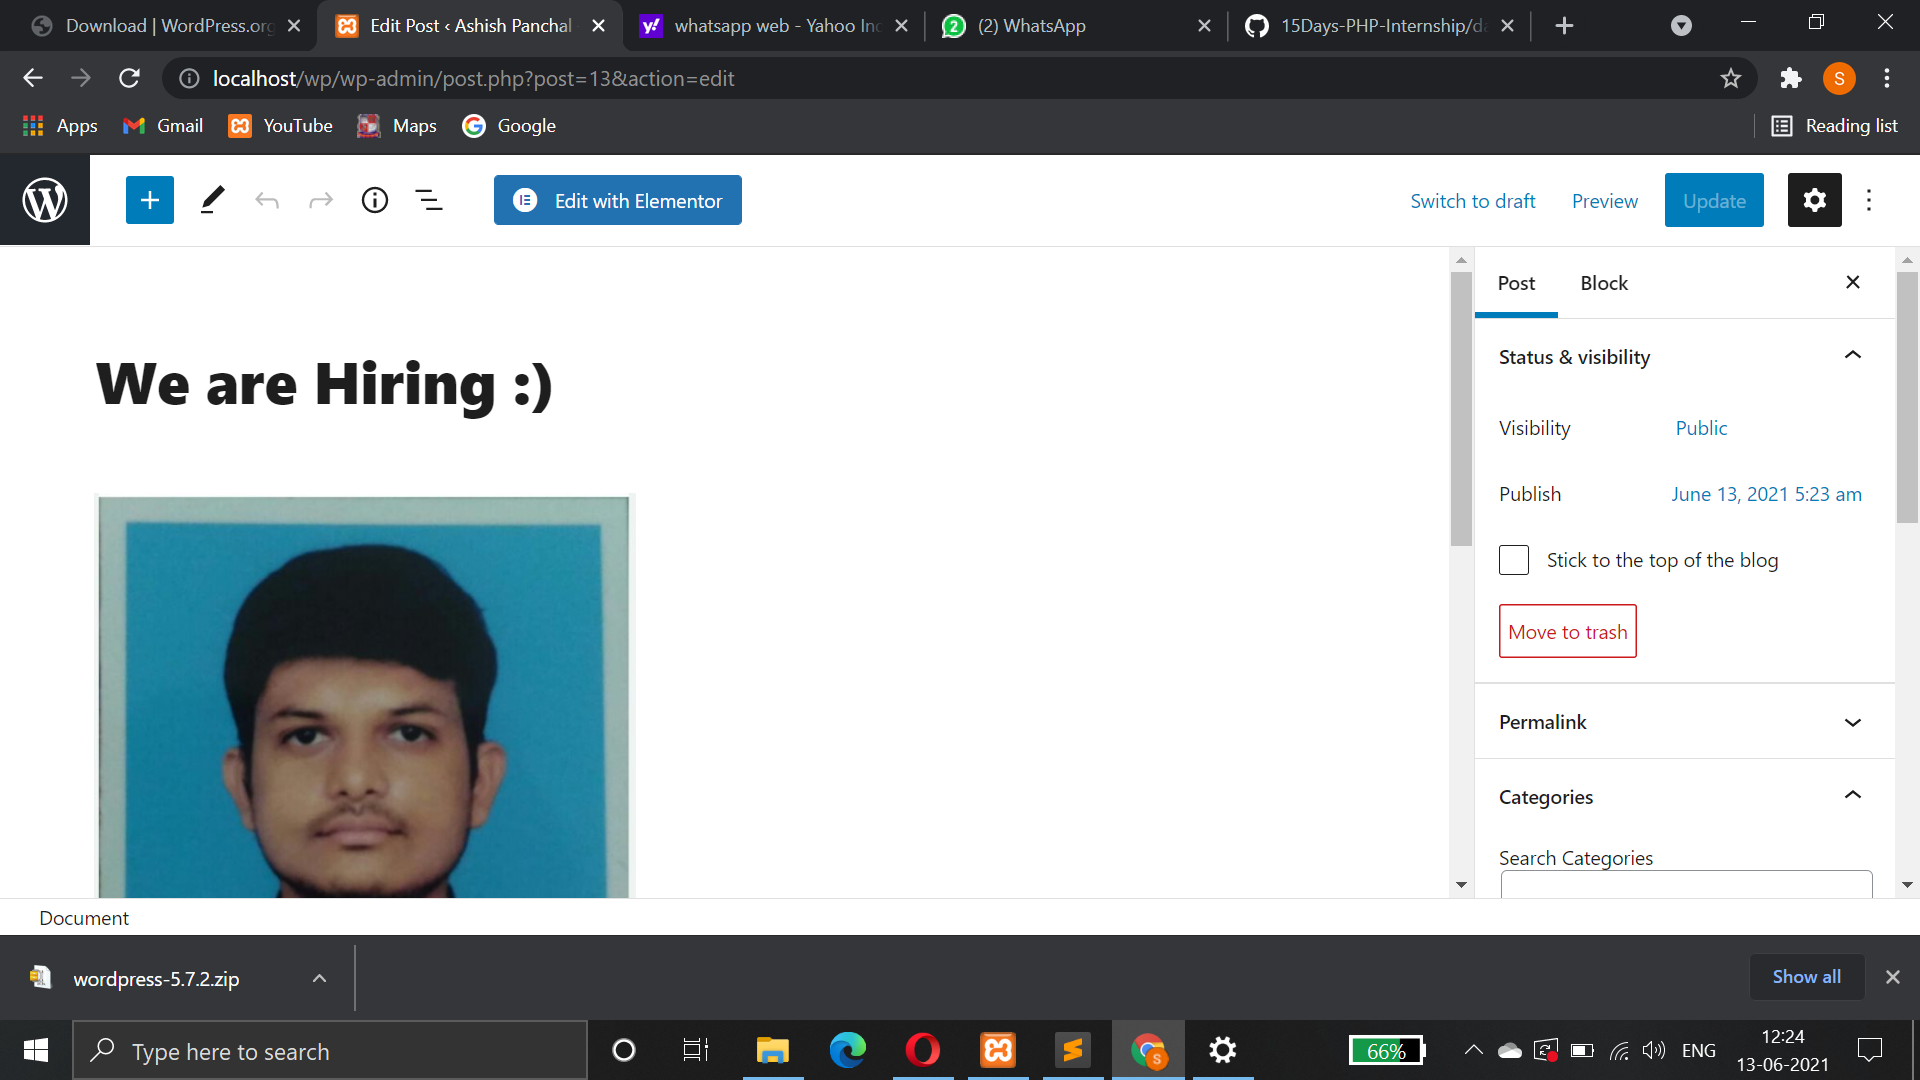 Download | WordPress.org
Edit Post ‹ Ashish Panchal
whatsapp web - Yahoo Inc
(2) WhatsApp
15Days-PHP-Internship/da
localhost/wp/wp-admin/post.php?post=13&action=edit
S
Apps
Gmail
YouTube
Maps
Google
Reading list
Edit with Elementor
Switch to draft
Preview
Update
Post
Block
We are Hiring :)
Status & visibility
Visibility
Public
Publish
June 13, 2021 5:23 am
Stick to the top of the blog
Move to trash
Permalink
Categories
Search Categories
Document
wordpress-5.7.2.zip
Show all
Type here to search
66%
ENG
12:24
13-06-2021